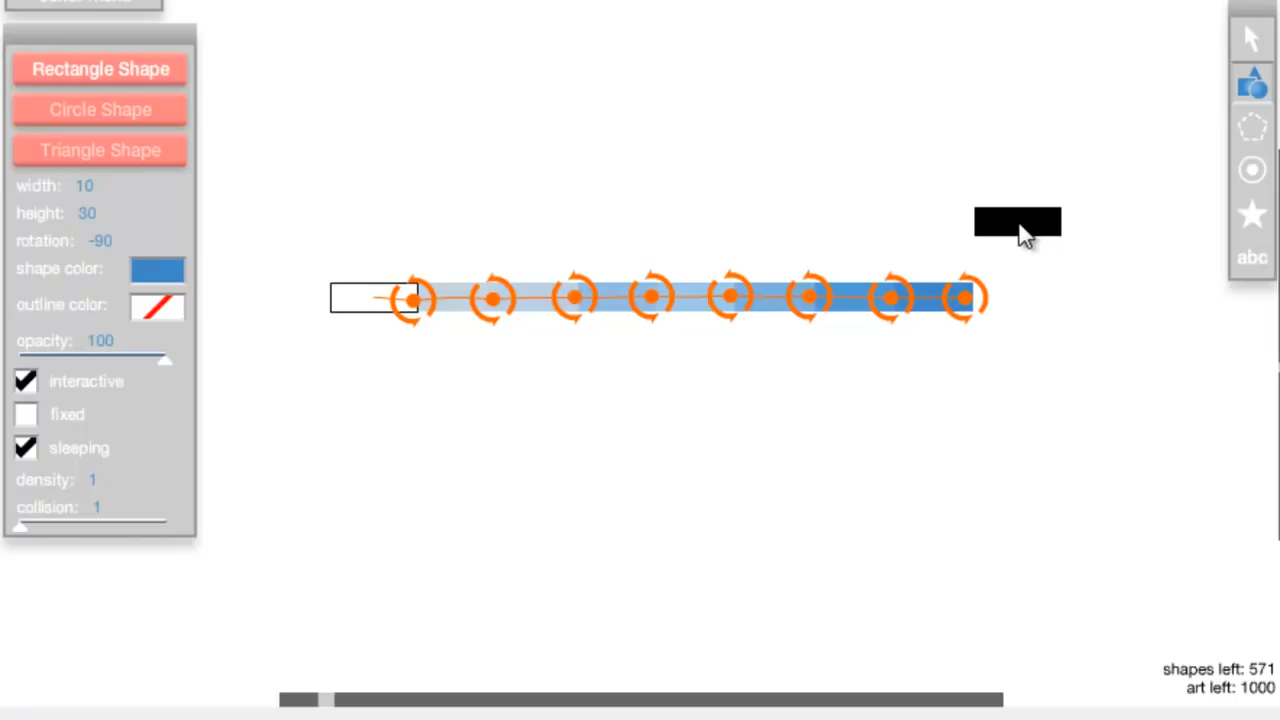 Rectangle Shape
Circle Shape
Triangle Shape
width: 10
height: 30
rotation: -90
shape color:
outline color:
opacity: 100
interactive
fixed
sleeping
density: 1
collision: 1
abc
shapes left: 571
art left: 1000